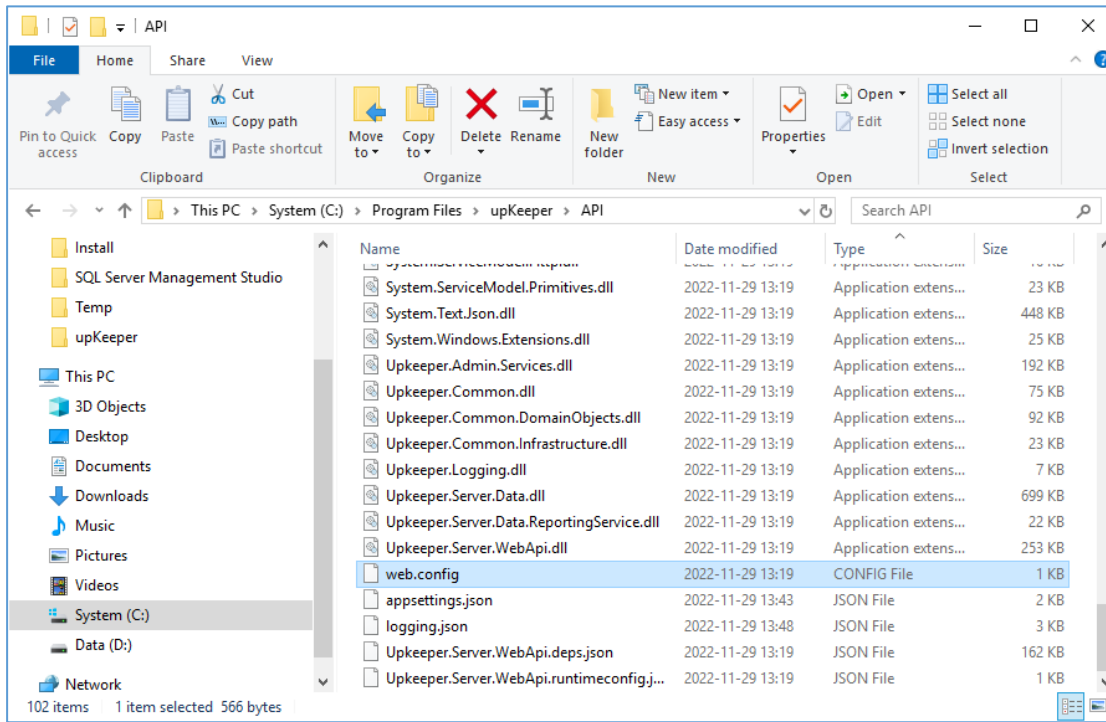 API
File Home Share View
Pin to Quick access
Copy
Paste
Cut
Copy path
Paste shortcut
Clipboard
Move to
Copy to
Delete
Rename
Organize
New folder
New item
Easy access
New
Properties
Open
Edit
Open
Select all
Select none
Invert selection
Select
This PC > System (C:) > Program Files > upKeeper > API
Search API
Install
SQL Server Management Studio
Temp
upKeeper
This PC
3D Objects
Desktop
Documents
Downloads
Music
Pictures
Videos
System (C:)
Data (D:)
Network
Name Date modified Type Size
System.ServiceModel.Primitives.dll 2022-11-29 13:19 Application extens... 23 KB
System.Text.Json.dll 2022-11-29 13:19 Application extens... 448 KB
System.Windows.Extensions.dll 2022-11-29 13:19 Application extens... 25 KB
Upkeeper.Admin.Services.dll 2022-11-29 13:19 Application extens... 192 KB
Upkeeper.Common.dll 2022-11-29 13:19 Application extens... 75 KB
Upkeeper.Common.DomainObjects.dll 2022-11-29 13:19 Application extens... 92 KB
Upkeeper.Common.Infrastructure.dll 2022-11-29 13:19 Application extens... 23 KB
Upkeeper.Logging.dll 2022-11-29 13:19 Application extens... 7 KB
Upkeeper.Server.Data.dll 2022-11-29 13:19 Application extens... 699 KB
Upkeeper.Server.Data.ReportingService.dll 2022-11-29 13:19 Application extens... 22 KB
Upkeeper.Server.WebApi.dll 2022-11-29 13:19 Application extens... 253 KB
web.config 2022-11-29 13:19 CONFIG File 1 KB
appsettings.json 2022-11-29 13:43 JSON File 2 KB
logging.json 2022-11-29 13:48 JSON File 3 KB
Upkeeper.Server.WebApi.deps.json 2022-11-29 13:19 JSON File 162 KB
Upkeeper.Server.WebApi.runtimeconfig.j... 2022-11-29 13:19 JSON File 1 KB
102 items 1 item selected 566 bytes